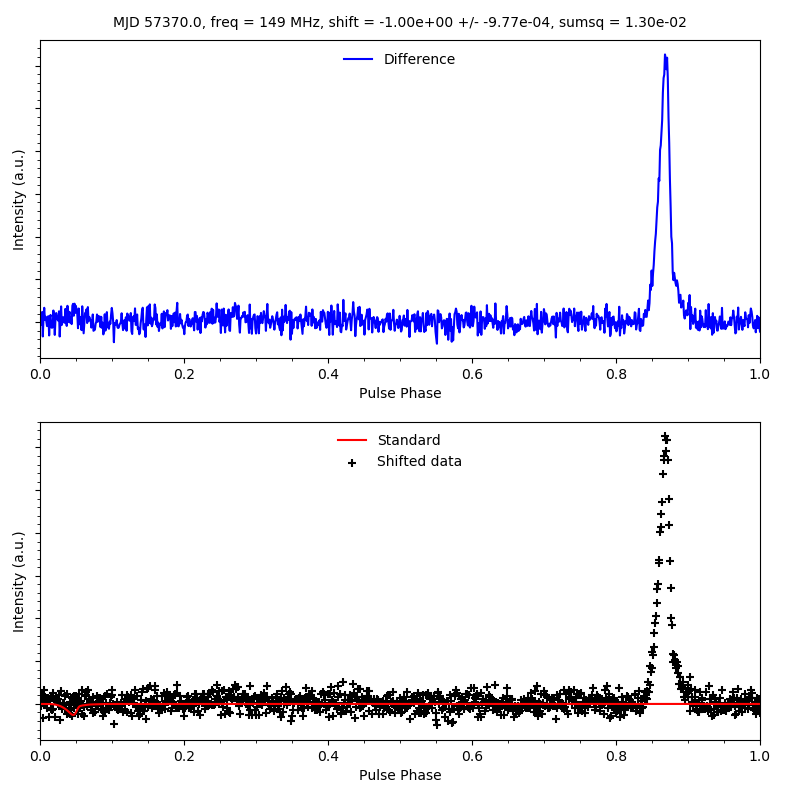 MJD 57370.0, freq = 149 MHz, shift = -1.00e+00 +/- -9.77e-04, sumsq = 1.30e-02
Difference
Intensity (a.u.)
0.0 0.2 0.4 0.6 0.8 1.0
Pulse Phase
Standard
Shifted data
Intensity (a.u.)
0.0 0.2 0.4 0.6 0.8 1.0
Pulse Phase